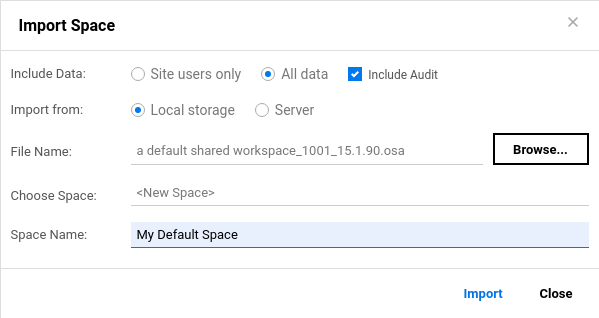 Import Space
Include Data: Site users only All data Include Audit
Import from: Local storage Server
File Name: a default shared workspace_1001_15.1.90.osa Browse...
Choose Space: <New Space>
Space Name: My Default Space
Import Close